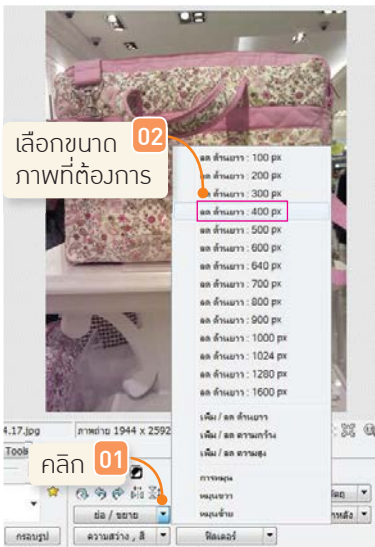 เลือกขนาด 02
ภาพที่ต้องการ
ลด ด้านยาว : 100 px
ลด ด้านยาว : 200 px
ลด ด้านยาว : 300 px
ลด ด้านยาว : 400 px
ลด ด้านยาว : 500 px
ลด ด้านยาว : 600 px
ลด ด้านยาว : 640 px
ลด ด้านยาว : 700 px
ลด ด้านยาว : 800 px
ลด ด้านยาว : 900 px
ลด ด้านยาว : 1000 px
ลด ด้านยาว : 1024 px
ลด ด้านยาว : 1280 px
ลด ด้านยาว : 1600 px
เพิ่ม / ลด ด้านยาว
เพิ่ม / ลด ความกว้าง
เพิ่ม / ลด ความสูง
การหมุน
หมุนขวา
หมุนซ้าย
4.17.jpg ภาพถ่าย 1944 x 2592
Tools
คลิก 01
ย่อ / ขยาย
กรอบรูป ความสว่าง , สี ฟิลเตอร์